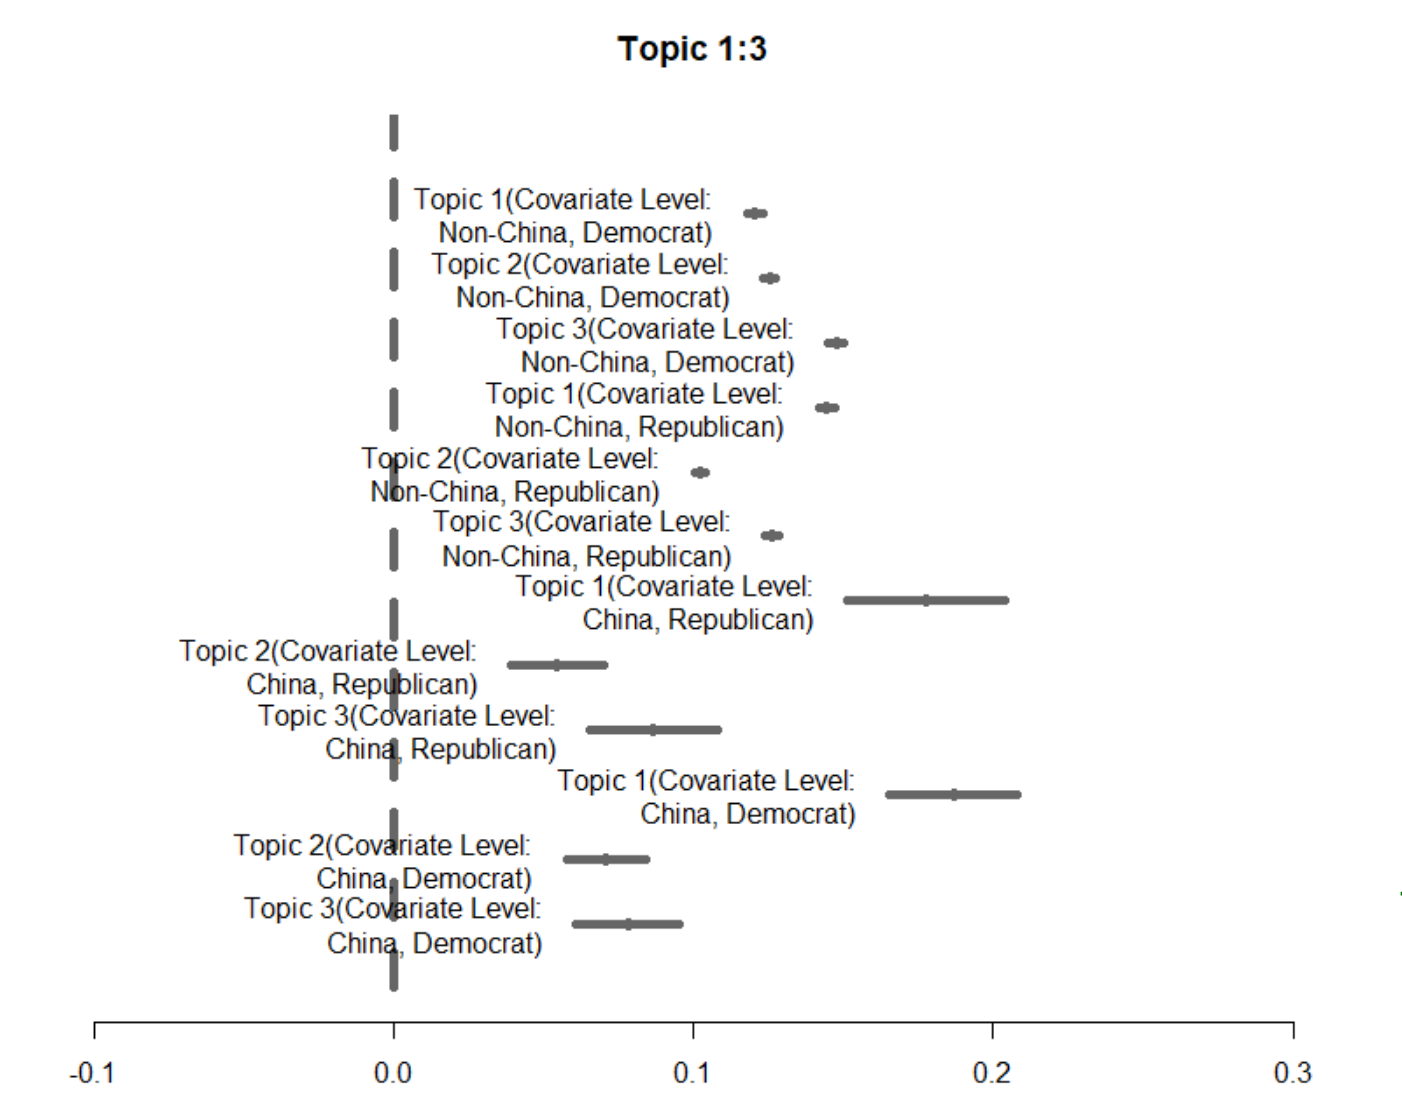 Topic 1:3
Topic 1(Covariate Level:
Non-China, Democrat)
Topic 2(Covariate Level:
Non-China, Democrat)
Topic 3(Covariate Level:
Non-China, Democrat)
Topic 1(Covariate Level:
Non-China, Republican)
Topic 2(Covariate Level:
Non-China, Republican)
Topic 3(Covariate Level:
Non-China, Republican)
Topic 1(Covariate Level:
China, Republican)
Topic 2(Covariate Level:
China, Republican)
Topic 3(Covariate Level:
China, Republican)
Topic 1(Covariate Level:
China, Democrat)
Topic 2(Covariate Level:
China, Democrat)
Topic 3(Covariate Level:
China, Democrat)
-0.1 0.0 0.1 0.2 0.3